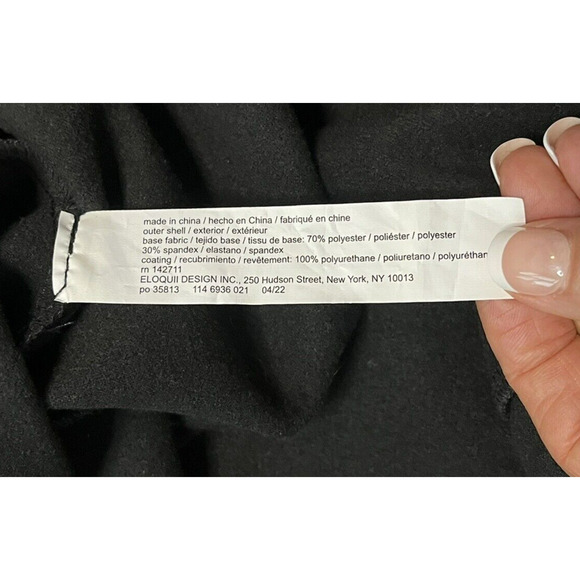 made in china / hecho en China / fabriqué en chine
outer shell / exterior / extérieur
base fabric / tejido base / tissu de base: 70% polyester / poliéster / polyester
30% spandex / elastano / spandex
coating / recubrimiento / revêtement: 100% polyurethane / poliuretano / polyuréthan
rn 142711
ELOQUII DESIGN INC., 250 Hudson Street, New York, NY 10013
po 35813 114 6936 021 04/22